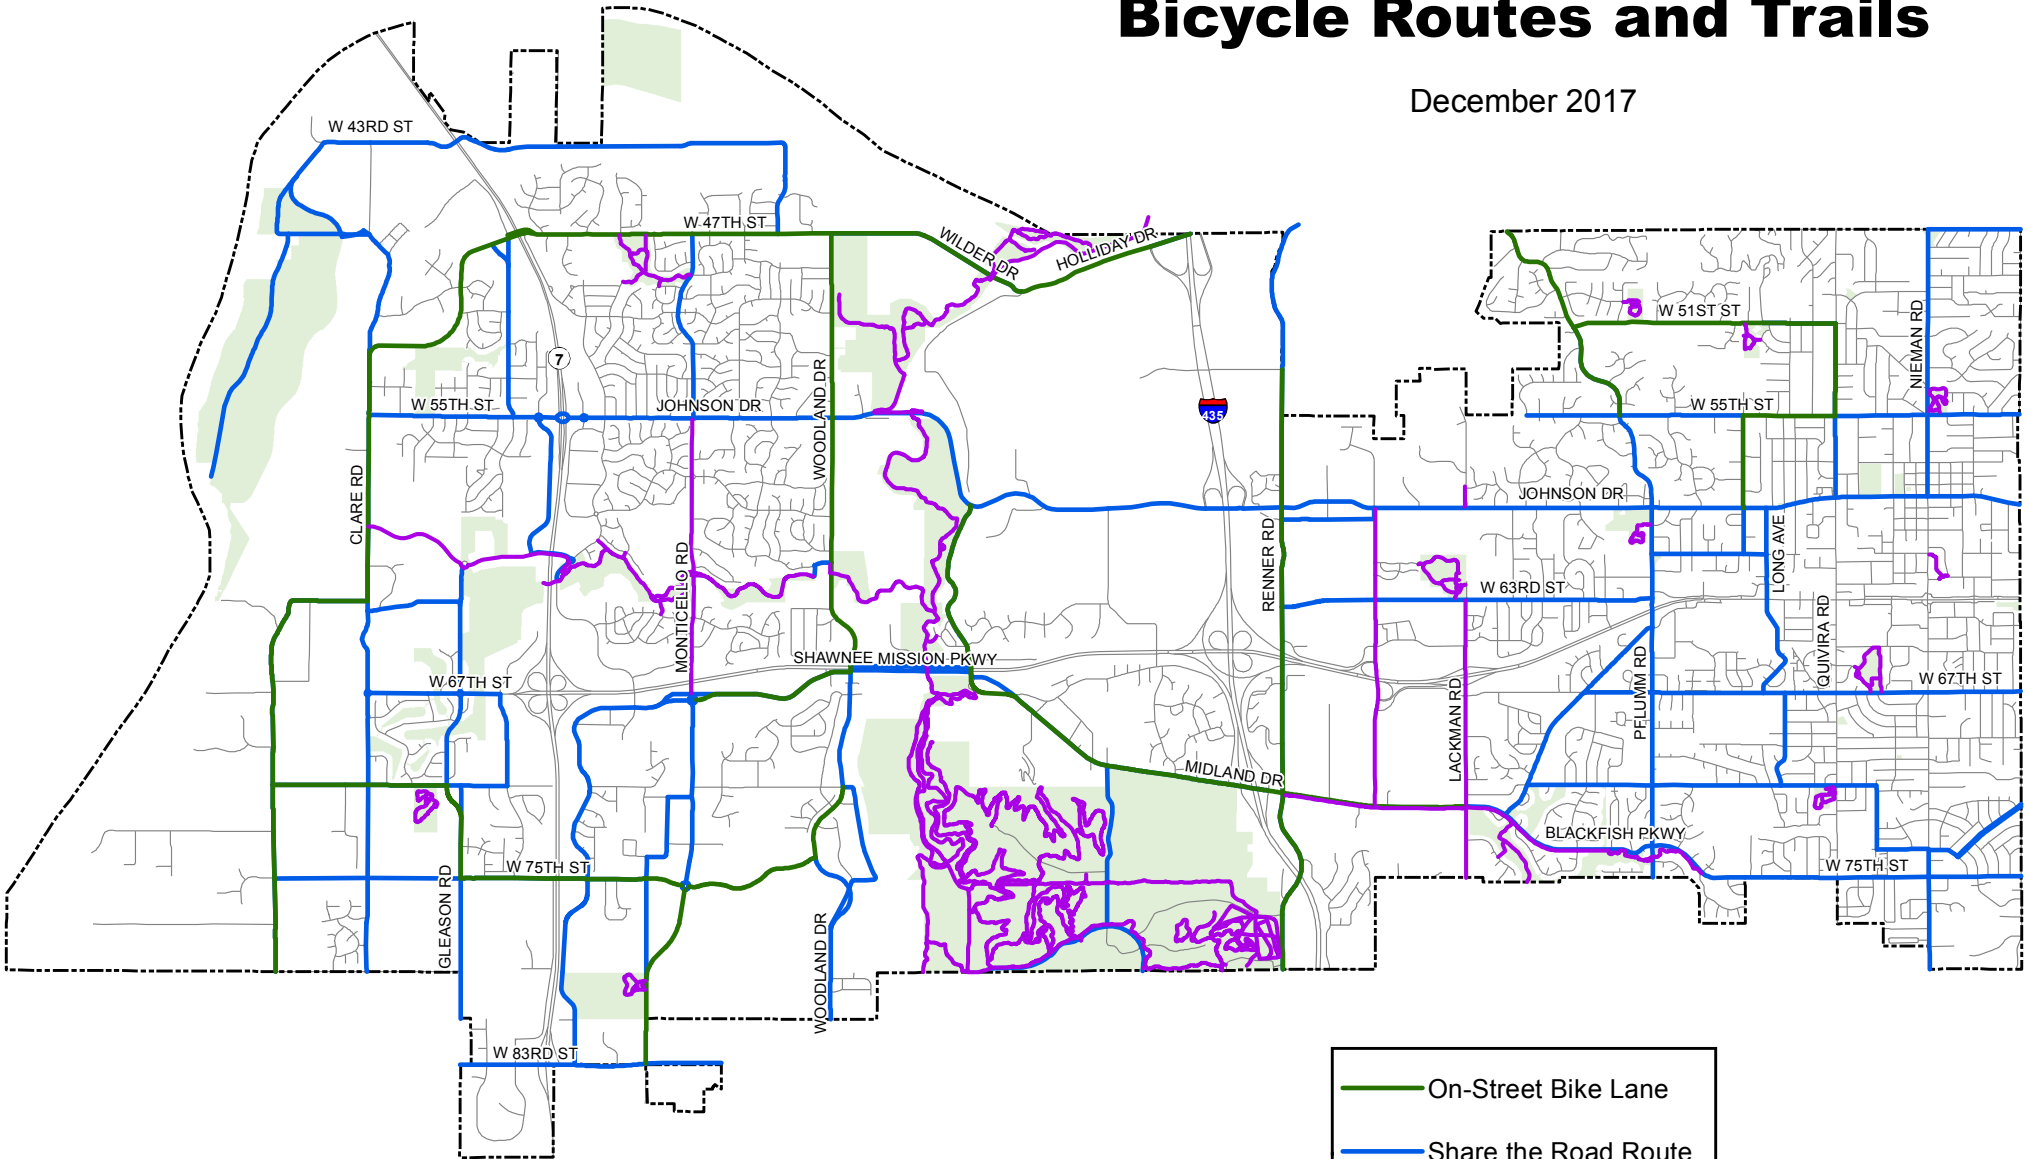 Bicycle Routes and Trails
December 2017
W 43RD ST
W 47TH ST
WILDER DR
HOLLIDAY DR
W 51ST ST
NIEMAN RD
7
WOODLAND DR
W 55TH ST
JOHNSON DR
435
W 55TH ST
CLARE RD
JOHNSON DR
RENNER RD
LONG AVE
MONTICELLO RD
W 63RD ST
QUIVIRA RD
SHAWNEE MISSION PKWY
PFLUMM RD
W 67TH ST
W 67TH ST
LACKMAN RD
MIDLAND DR
BLACKFISH PKWY
W 75TH ST
W 75TH ST
GLEASON RD
WOODLAND DR
W 83RD ST
On-Street Bike Lane
Share the Road Route